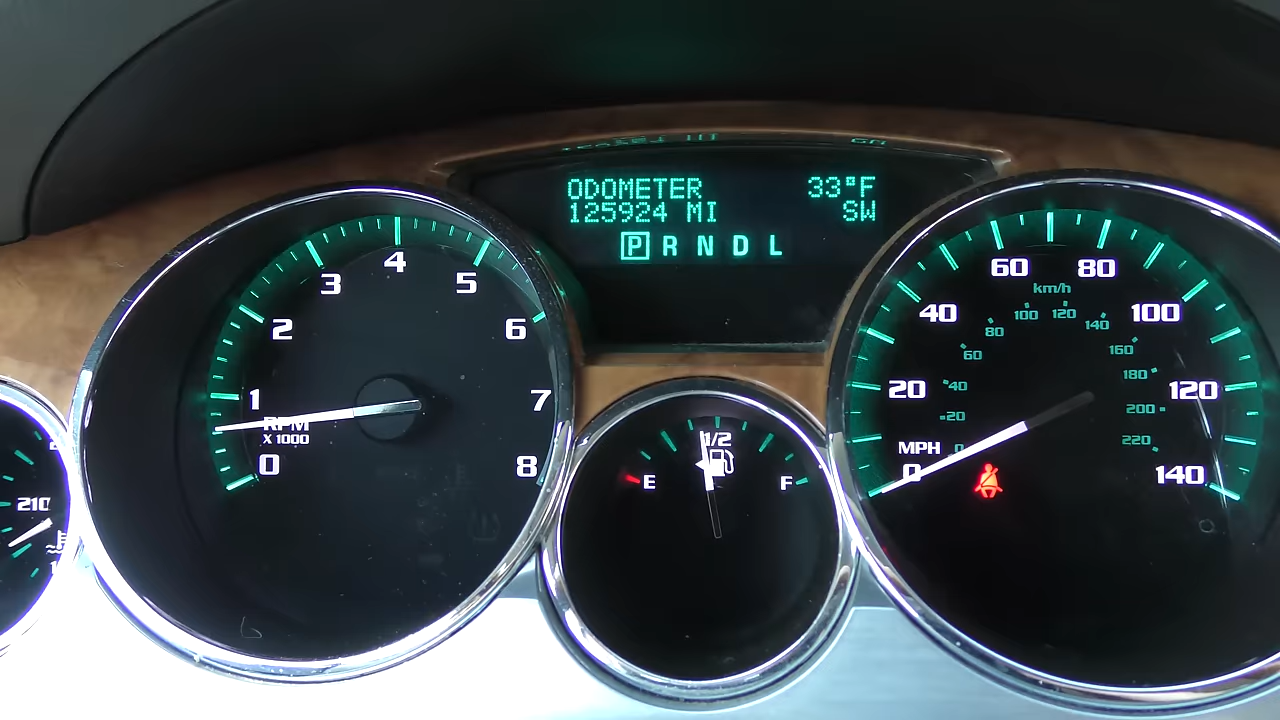 ODOMETER 33°F
125924 MI SW
P R N D L
0 1 2 3 4 5 6 7 8
RPM
X 1000
210
E 1/2 F
MPH
0 20 40 60 80 100 120 140
km/h
0 20 40 60 80 100 120 140 160 180 200 220